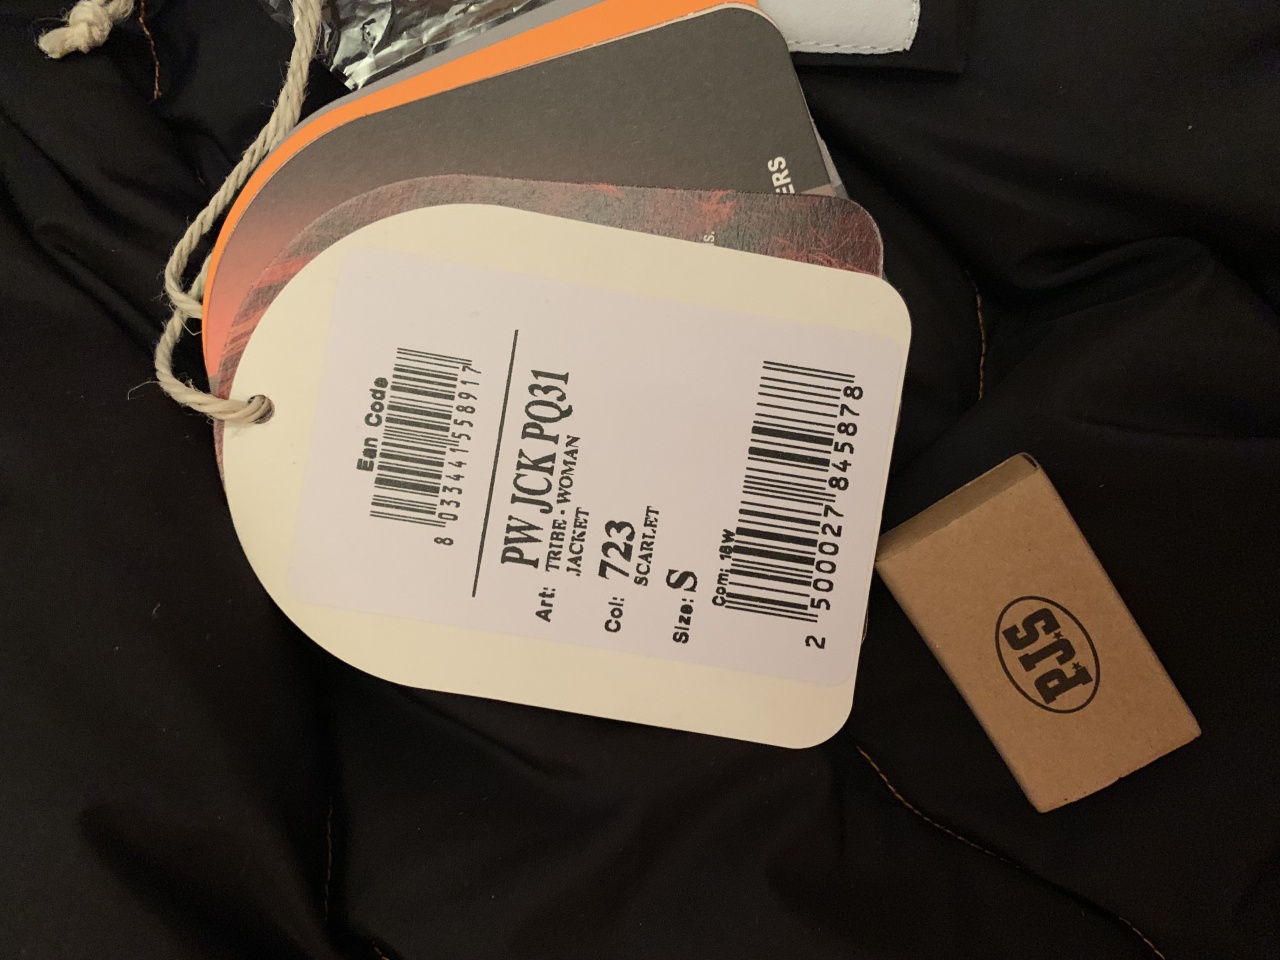 Ean Code
8 033441 558917
Art: PW JCK PQ31
TRIBE - WOMAN
JACKET
Col: 723
SCARLET
Size: S
Com: 18W
2 500027 845878
ERS
s.
PJS